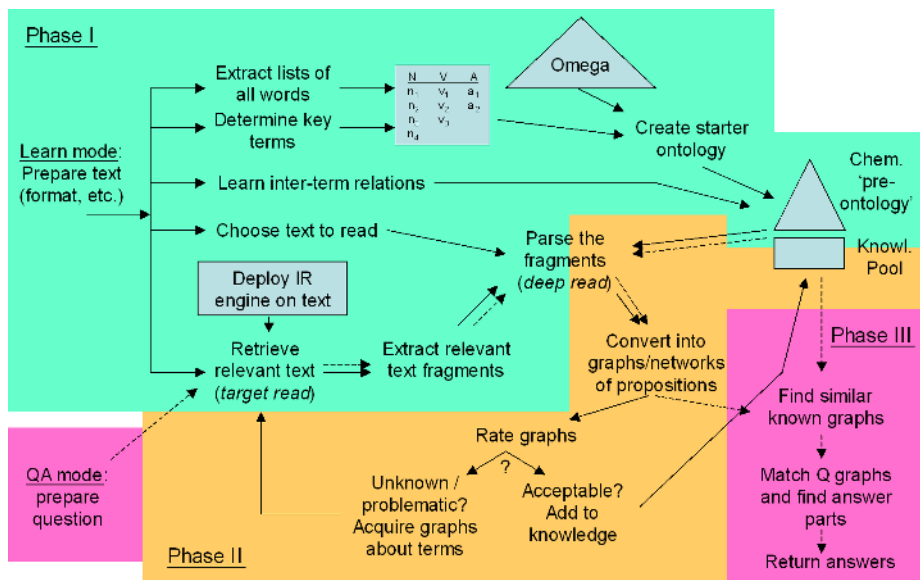 Phase I
Omega
Extract lists of
all words
N V A
n1 v1 a1
n2 v2 a2
n3 v3
n4
Determine key
terms
Create starter
ontology
Learn mode:
Prepare text
(format, etc.)
Learn inter-term relations
Chem.
‘pre-
ontology’
Choose text to read
Parse the
fragments
(deep read)
Knowl.
Pool
Deploy IR
engine on text
Retrieve
relevant text
(target read)
Extract relevant
text fragments
Convert into
graphs/networks
of propositions
Phase III
Find similar
known graphs
Rate graphs
?
QA mode:
prepare
question
Unknown /
problematic?
Acquire graphs
about terms
Acceptable?
Add to
knowledge
Match Q graphs
and find answer
parts
Phase II
Return answers